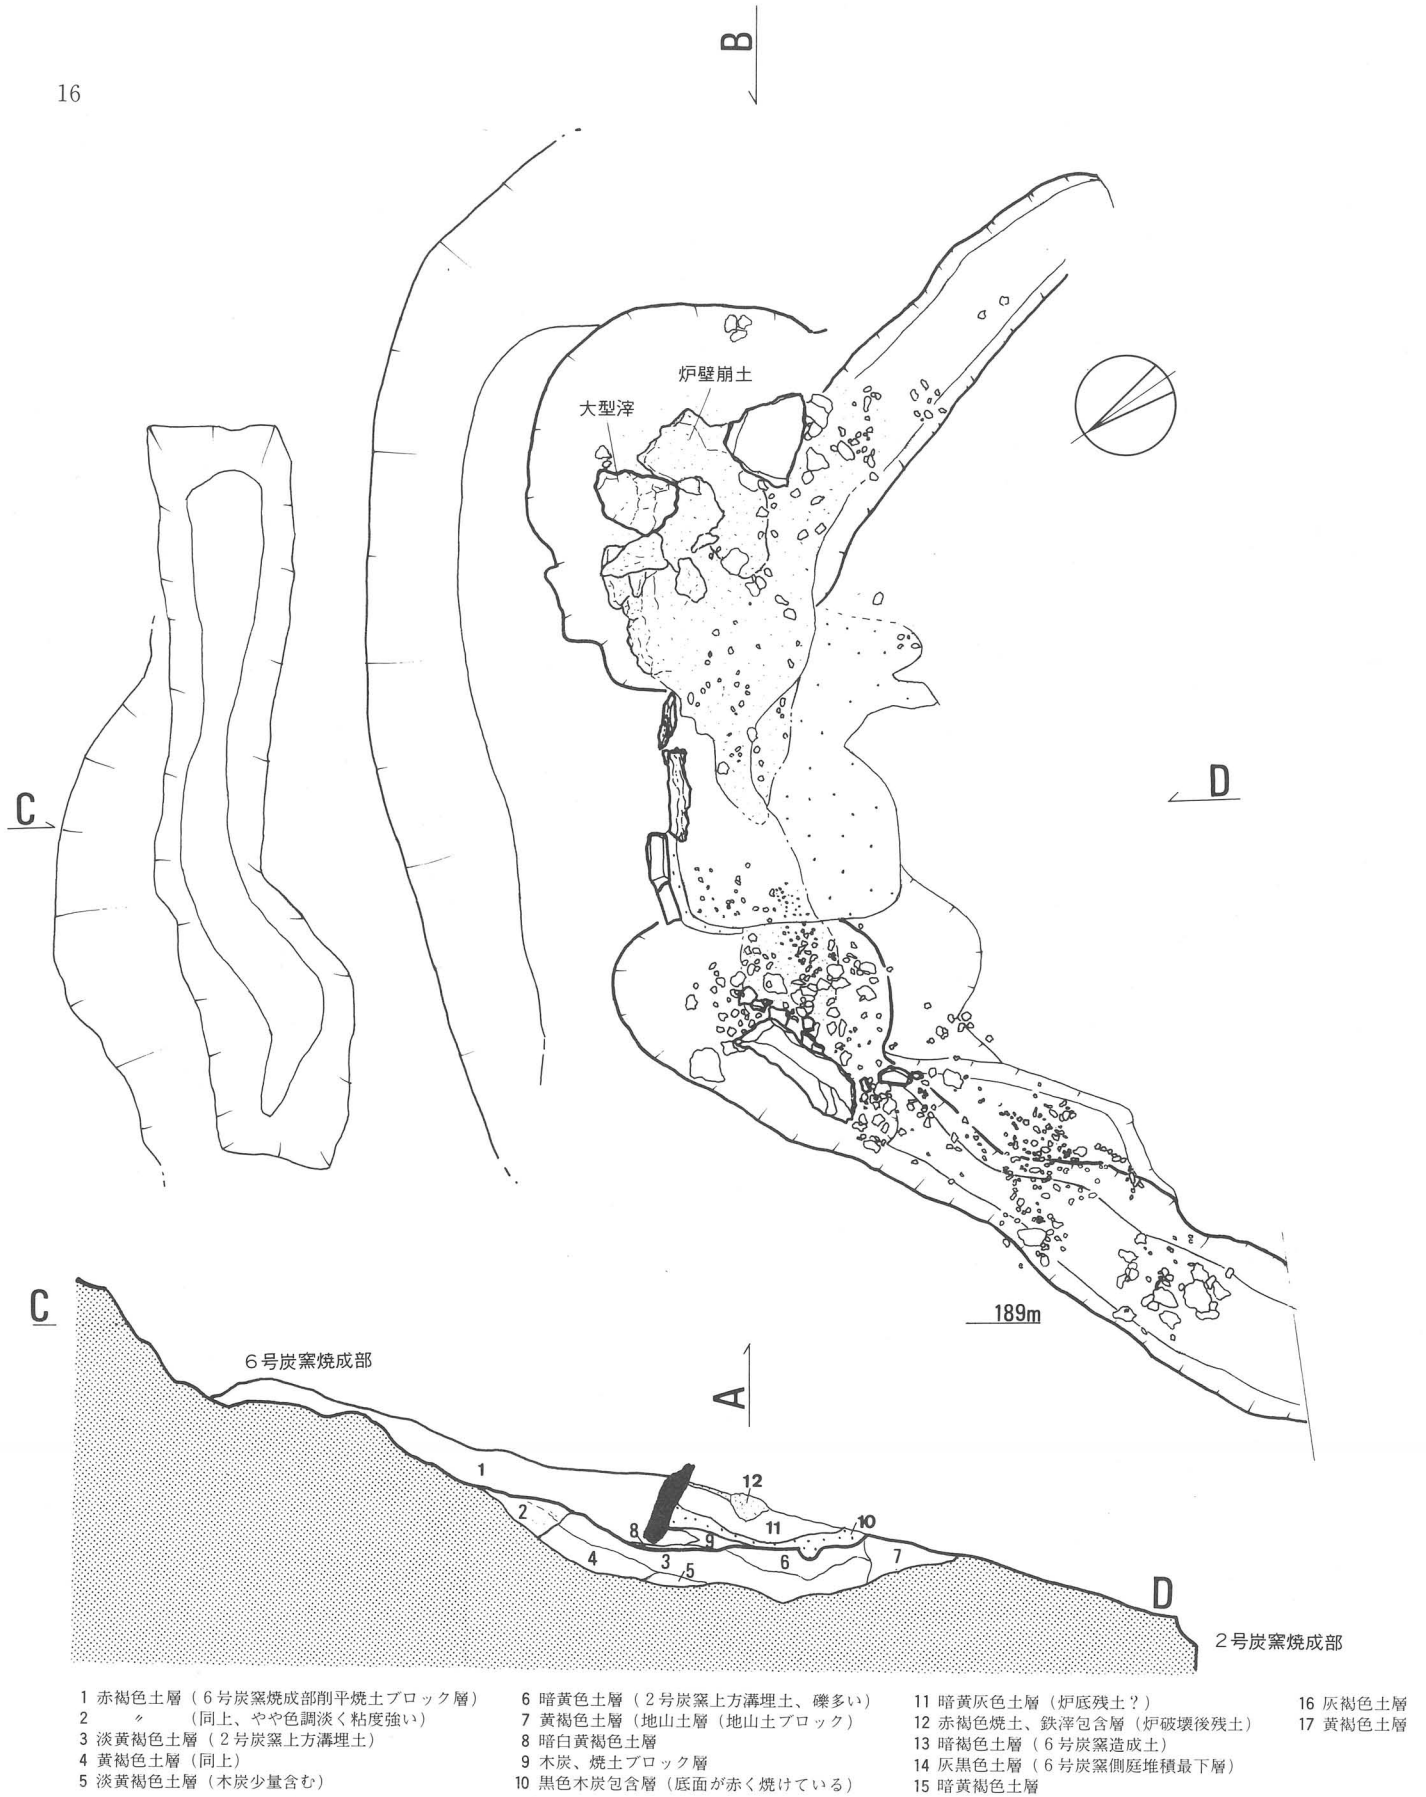 16
B
炉壁崩土
大型滓
C
D
189m
C
6号炭窯焼成部
A
1
12
2
8
9
11
10
4
3
5
6
7
D
2号炭窯焼成部
1 赤褐色土層（6号炭窯焼成部削平焼土ブロック層）
2 〃 （同上、やや色調淡く粘度強い）
3 淡黄褐色土層（2号炭窯上方溝埋土）
4 黄褐色土層（同上）
5 淡黄褐色土層（木炭少量含む）
6 暗黄色土層（2号炭窯上方溝埋土、礫多い）
7 黄褐色土層（地山土層（地山土ブロック）
8 暗白黄褐色土層
9 木炭、焼土ブロック層
10 黒色木炭包含層（底面が赤く焼けている）
11 暗黄灰色土層（炉底残土？）
12 赤褐色焼土、鉄滓包含層（炉破壊後残土）
13 暗褐色土層（6号炭窯造成土）
14 灰黒色土層（6号炭窯側庭堆積最下層）
15 暗黄褐色土層
16 灰褐色土層
17 黄褐色土層